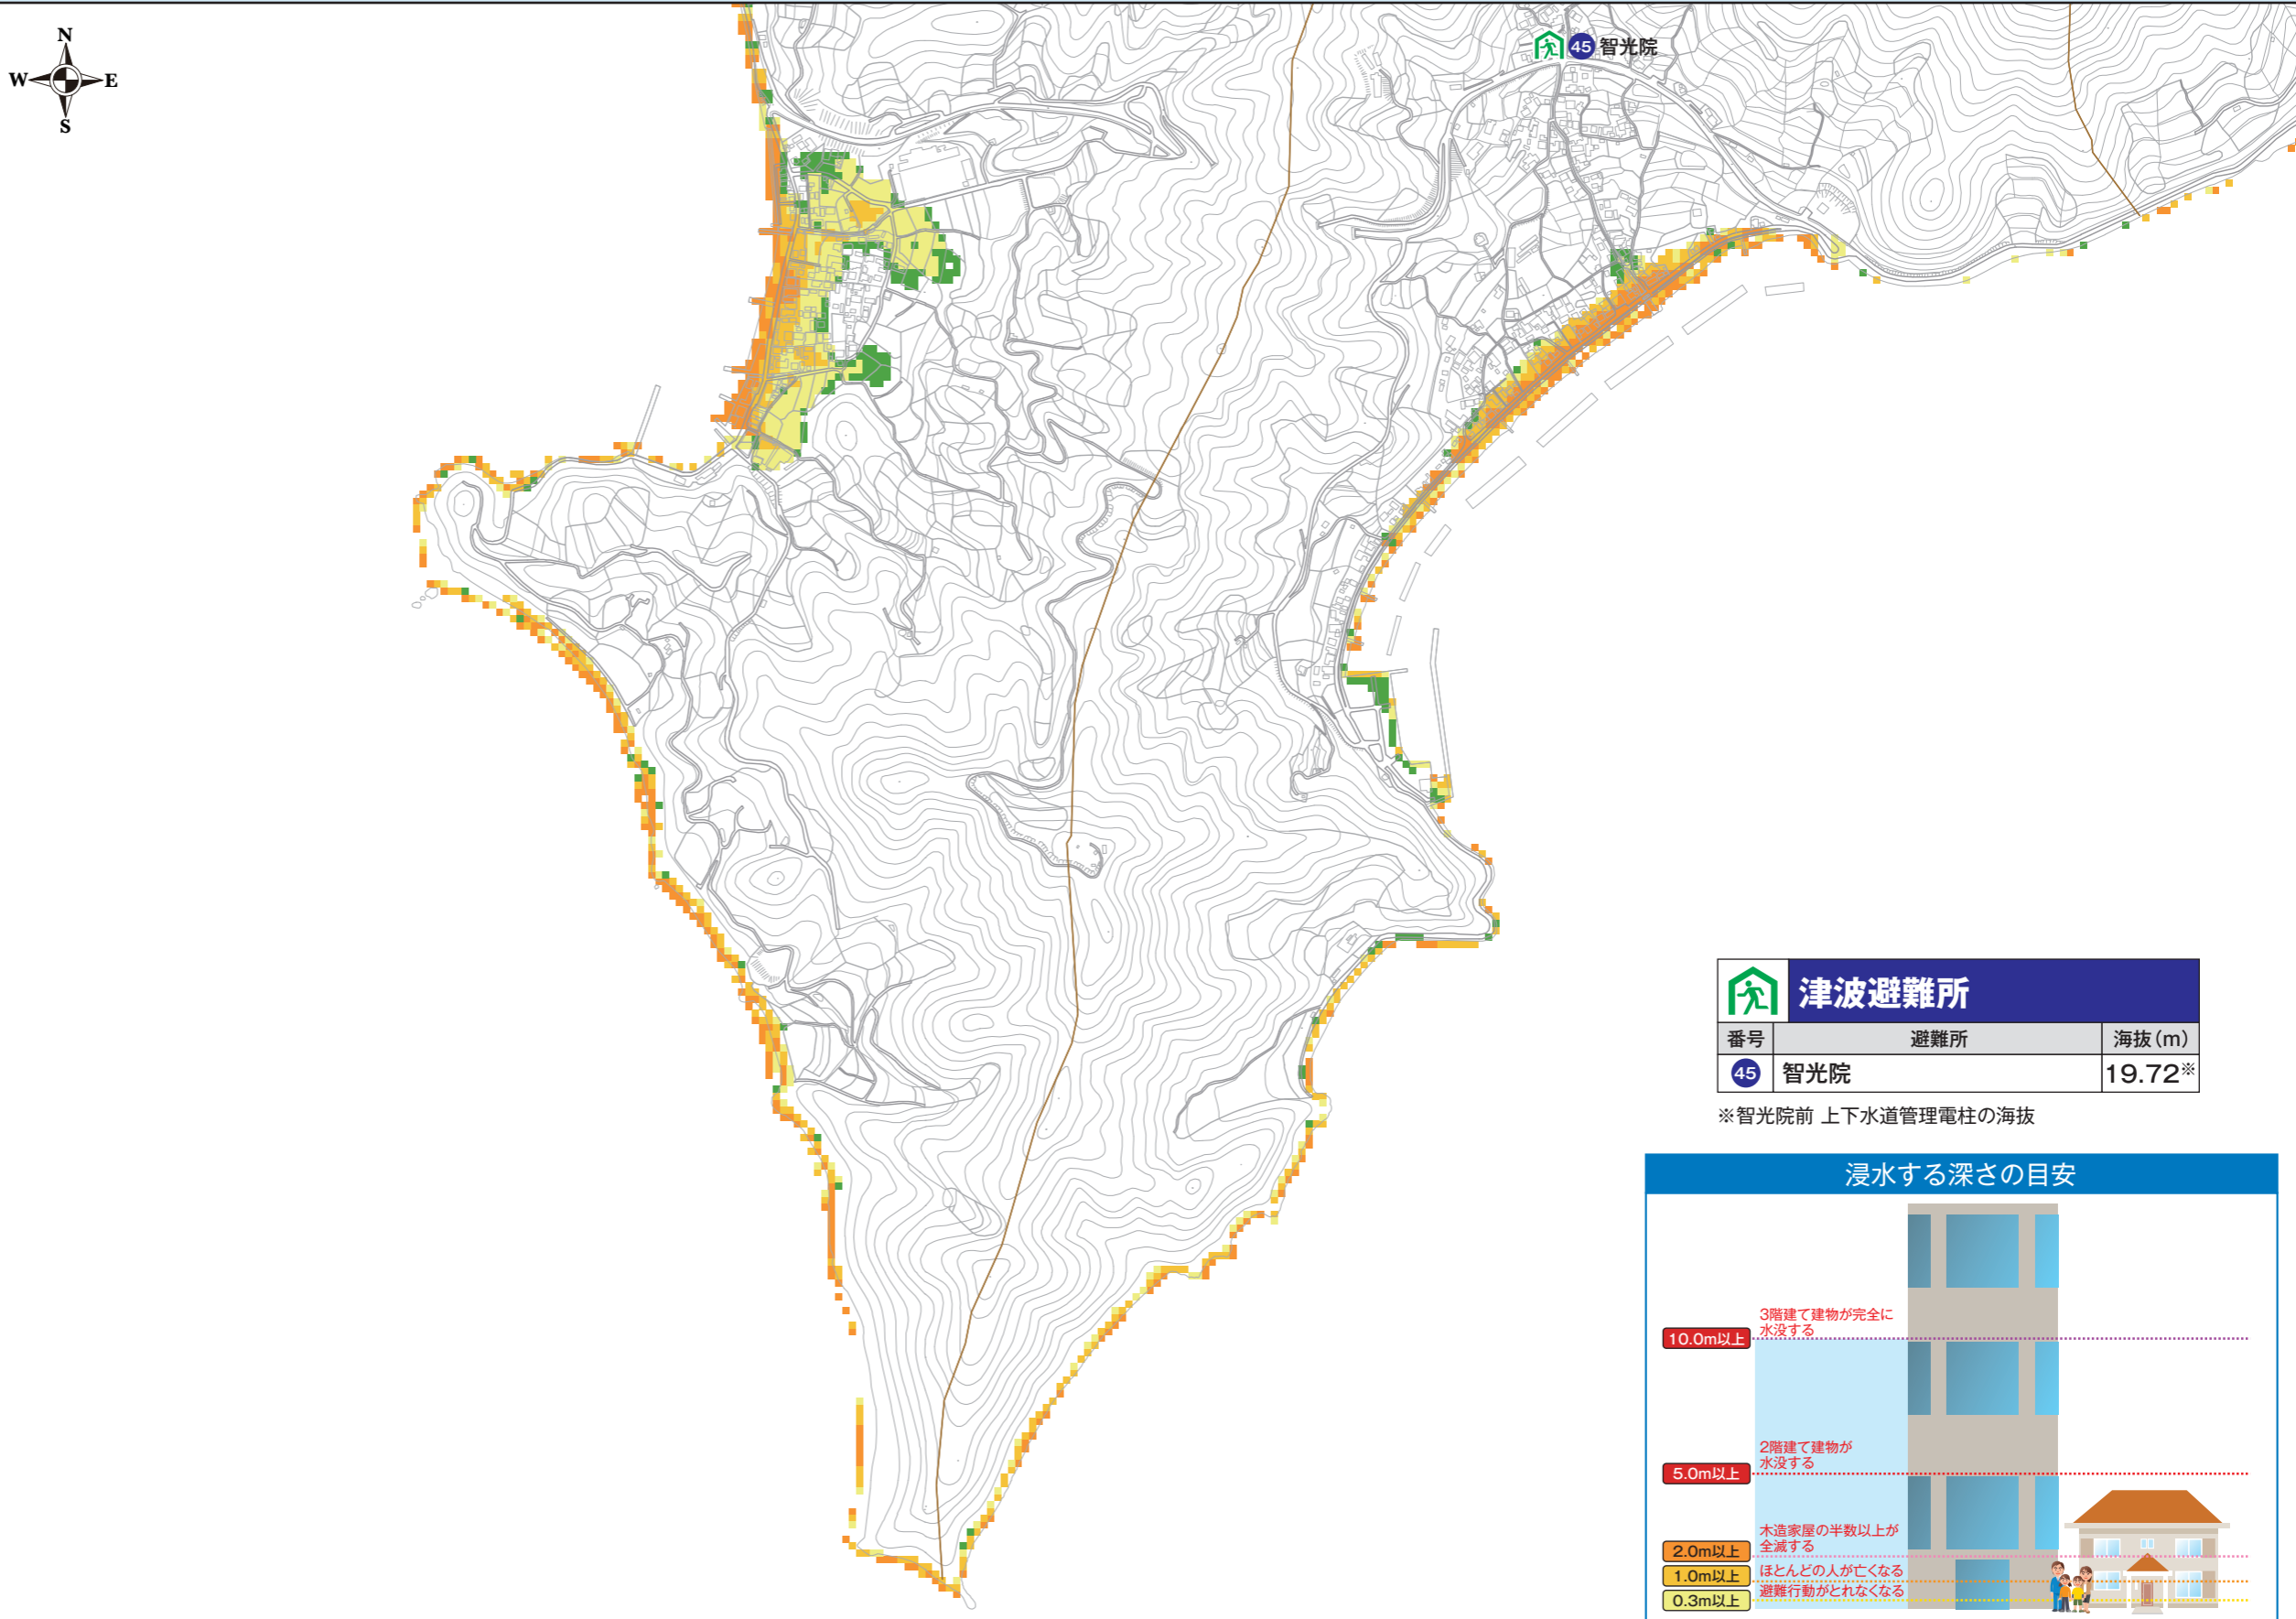 N
W E
S
45 智光院
津波避難所
番号 避難所 海抜(m)
45 智光院 19.72※
※智光院前 上下水道管理電柱の海抜
浸水する深さの目安
3階建て建物が完全に
水没する
10.0m以上
2階建て建物が
水没する
5.0m以上
木造家屋の半数以上が
全滅する
2.0m以上
ほとんどの人が亡くなる
1.0m以上
避難行動がとれなくなる
0.3m以上